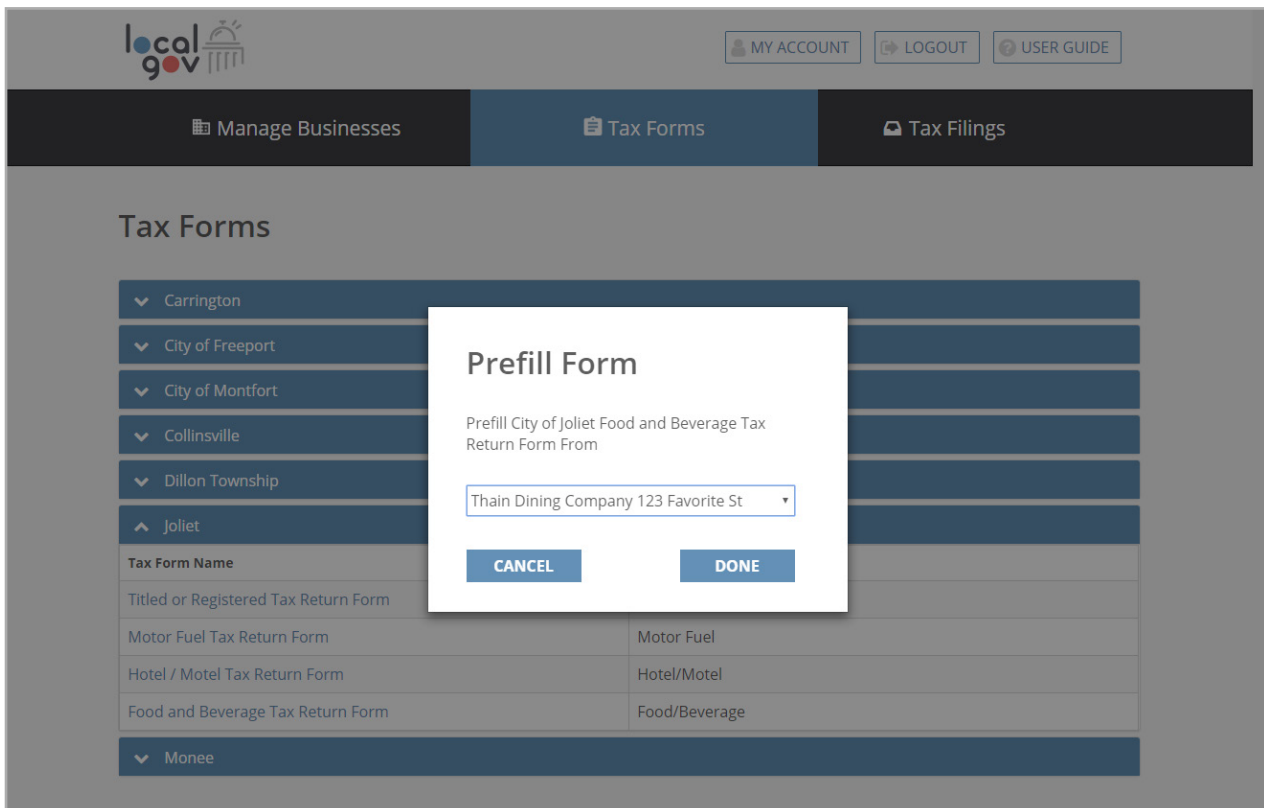 local
gov
MY ACCOUNT
LOGOUT
USER GUIDE
Manage Businesses
Tax Forms
Tax Filings
Tax Forms
Carrington
City of Freeport
City of Montfort
Collinsville
Dillon Township
Joliet
Tax Form Name
Titled or Registered Tax Return Form
Motor Fuel Tax Return Form
Motor Fuel
Hotel / Motel Tax Return Form
Hotel/Motel
Food and Beverage Tax Return Form
Food/Beverage
Monee
Prefill Form
Prefill City of Joliet Food and Beverage Tax
Return Form From
Thain Dining Company 123 Favorite St
CANCEL
DONE